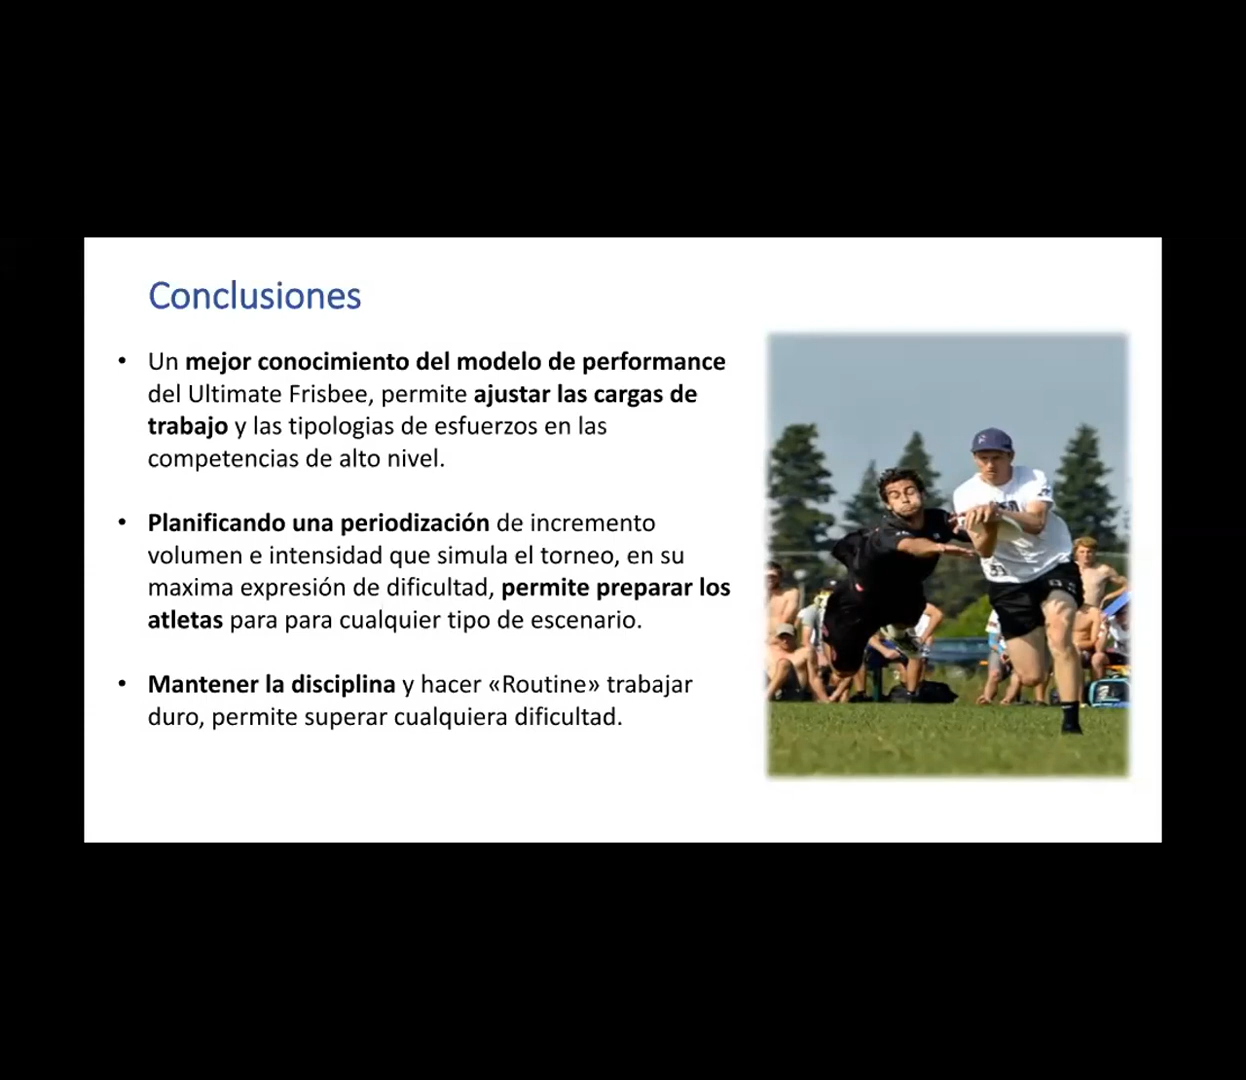 Conclusiones
• Un mejor conocimiento del modelo de performance
del Ultimate Frisbee, permite ajustar las cargas de
trabajo y las tipologias de esfuerzos en las
competencias de alto nivel.
• Planificando una periodización de incremento
volumen e intensidad que simula el torneo, en su
maxima expresión de dificultad, permite preparar los
atletas para para cualquier tipo de escenario.
• Mantener la disciplina y hacer «Routine» trabajar
duro, permite superar cualquiera dificultad.